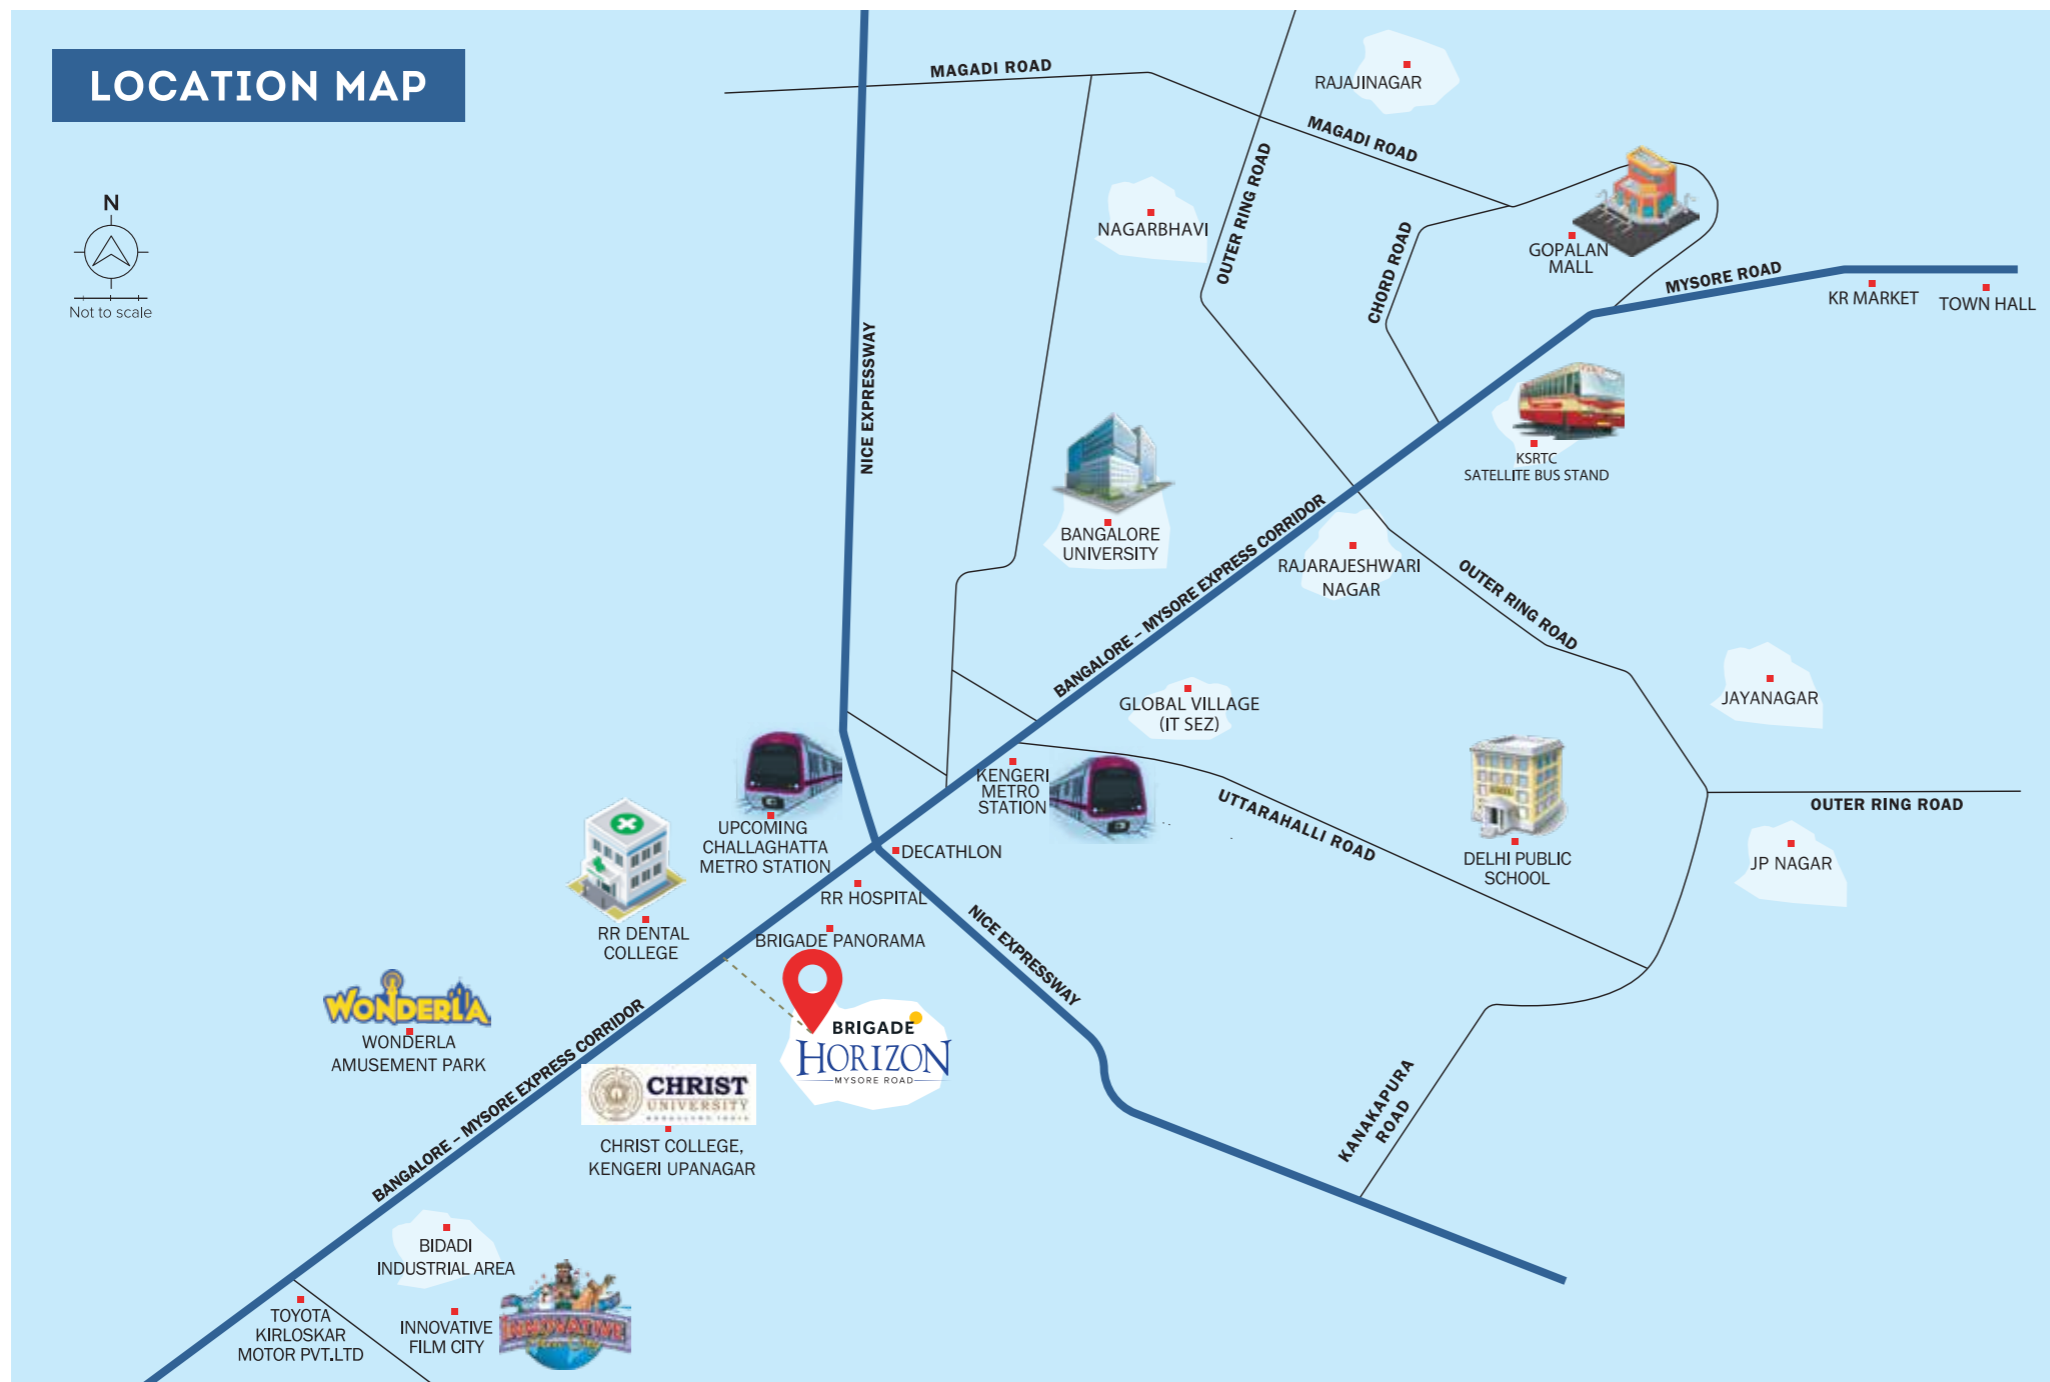 LOCATION MAP
N
Not to scale
MAGADI ROAD
RAJAJINAGAR
MAGADI ROAD
OUTER RING ROAD
NAGARBHAVI
CHORD ROAD
GOPALAN
MALL
MYSORE ROAD
KR MARKET
TOWN HALL
NICE EXPRESSWAY
KSRTC
SATELLITE BUS STAND
BANGALORE
UNIVERSITY
BANGALORE – MYSORE EXPRESS CORRIDOR
RAJARAJESHWARI
NAGAR
OUTER RING ROAD
JAYANAGAR
GLOBAL VILLAGE
(IT SEZ)
KENGERI
METRO
STATION
UTTARAHALLI ROAD
OUTER RING ROAD
UPCOMING
CHALLAGHATTA
METRO STATION
DECATHLON
DELHI PUBLIC
SCHOOL
JP NAGAR
RR HOSPITAL
RR DENTAL
COLLEGE
BRIGADE PANORAMA
NICE EXPRESSWAY
WONDERLA
WONDERLA
AMUSEMENT PARK
BRIGADE
HORIZON
MYSORE ROAD
BANGALORE – MYSORE EXPRESS CORRIDOR
CHRIST
UNIVERSITY
CHRIST COLLEGE,
KENGERI UPANAGAR
KANAKAPURA
ROAD
BIDADI
INDUSTRIAL AREA
TOYOTA
KIRLOSKAR
MOTOR PVT.LTD
INNOVATIVE
FILM CITY
INNOVATIVE
Film City